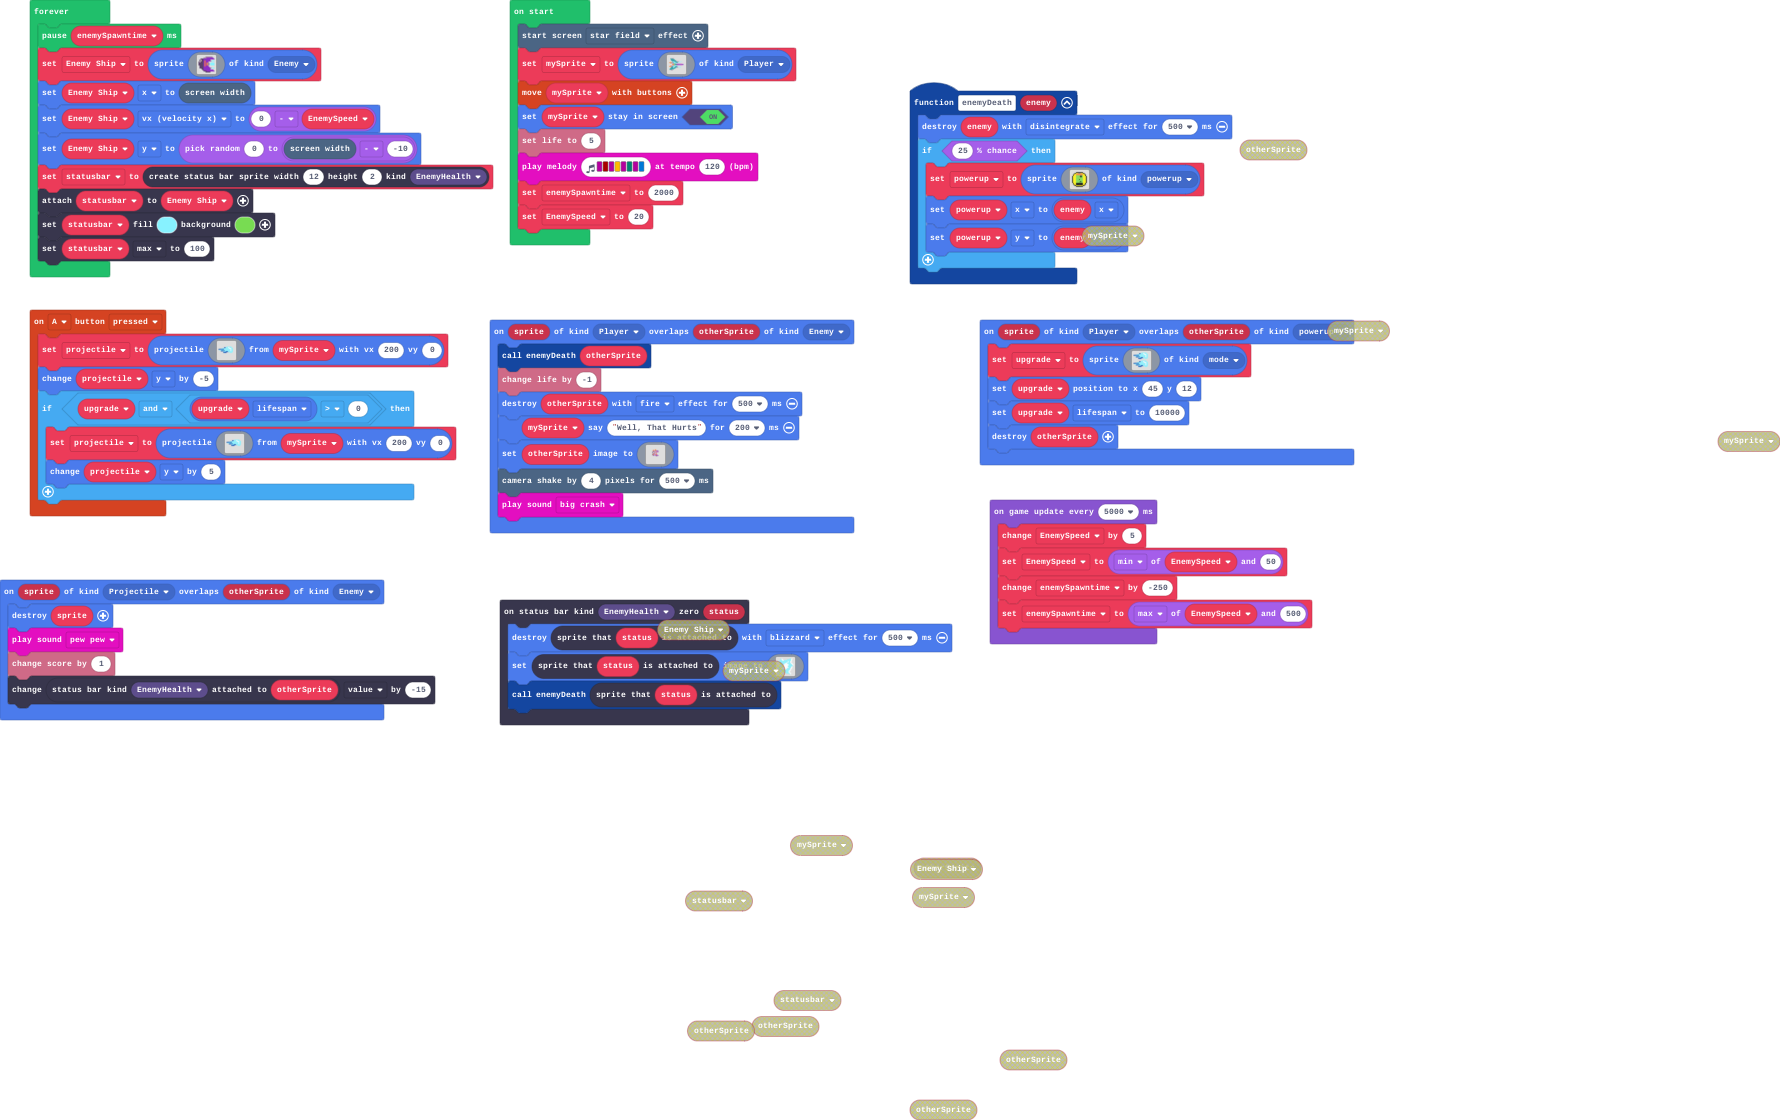 forever
pause enemySpawntime ms
set Enemy Ship to sprite of kind Enemy
set Enemy Ship x to screen width
set Enemy Ship vx (velocity x) to 0 - EnemySpeed
set Enemy Ship y to pick random 0 to screen width - -10
set statusbar to create status bar sprite width 12 height 2 kind EnemyHealth
attach statusbar to Enemy Ship
set statusbar fill background
set statusbar max to 100
on start
start screen star field effect
set mySprite to sprite of kind Player
move mySprite with buttons
set mySprite stay in screen ON
set life to 5
play melody at tempo 120 (bpm)
set enemySpawntime to 2000
set EnemySpeed to 20
function enemyDeath enemy
destroy enemy with disintegrate effect for 500 ms
if 25 % chance then
set powerup to sprite of kind powerup
set powerup x to enemy x
set powerup y to
otherSprite
mySprite
on A button pressed
set projectile to projectile from mySprite with vx 200 vy 0
change projectile y by -5
if upgrade and upgrade lifespan > 0 then
set projectile to projectile from mySprite with vx 200 vy 0
change projectile y by 5
on sprite of kind Player overlaps otherSprite of kind Enemy
call enemyDeath otherSprite
change life by -1
destroy otherSprite with fire effect for 500 ms
mySprite say "Well, That Hurts" for 200 ms
set otherSprite image to
camera shake by 4 pixels for 500 ms
play sound big crash
on sprite of kind Player overlaps otherSprite of kind
mySprite
set upgrade to sprite of kind mode
set upgrade position to x 45 y 12
set upgrade lifespan to 10000
destroy otherSprite
mySprite
on game update every 5000 ms
change EnemySpeed by 5
set EnemySpeed to min of EnemySpeed and 50
change enemySpawntime by -250
set enemySpawntime to max of EnemySpeed and 500
on sprite of kind Projectile overlaps otherSprite of kind Enemy
destroy sprite
play sound pew pew
change score by 1
change status bar kind EnemyHealth attached to otherSprite value by -15
on status bar kind EnemyHealth zero status
Enemy Ship
destroy sprite that status is attached to with blizzard effect for 500 ms
set sprite that status is attached to
mySprite
call enemyDeath sprite that status is attached to
mySprite
Enemy Ship
mySprite
statusbar
statusbar
otherSprite
otherSprite
otherSprite
otherSprite